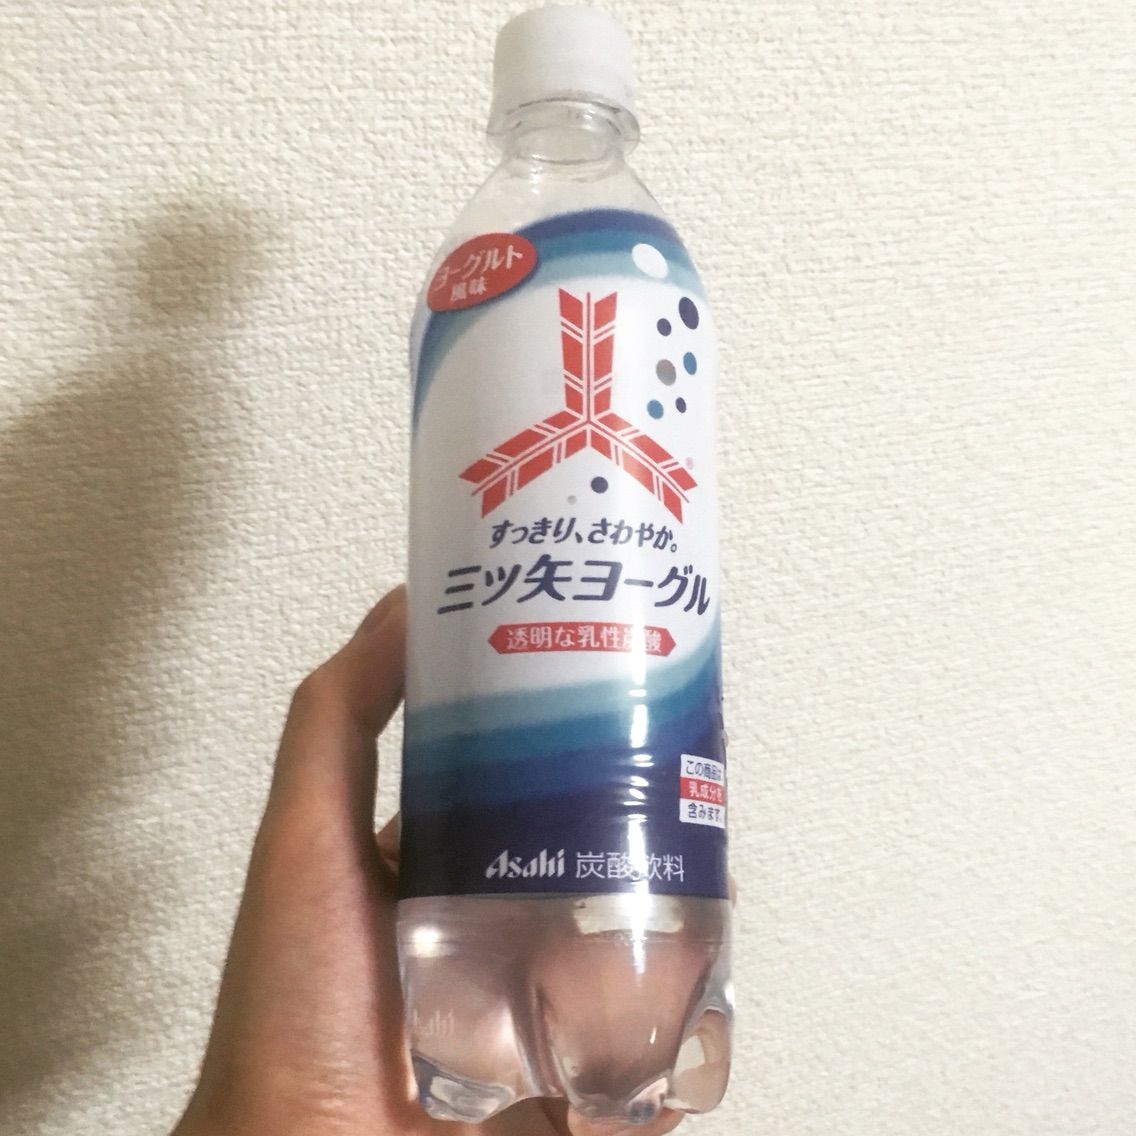 ヨーグルト
風味
®
すっきり、さわやか。
三ツ矢ヨーグル
透明な乳性炭酸
この商品は
乳成分を
含みます。
Asahi 炭酸飲料